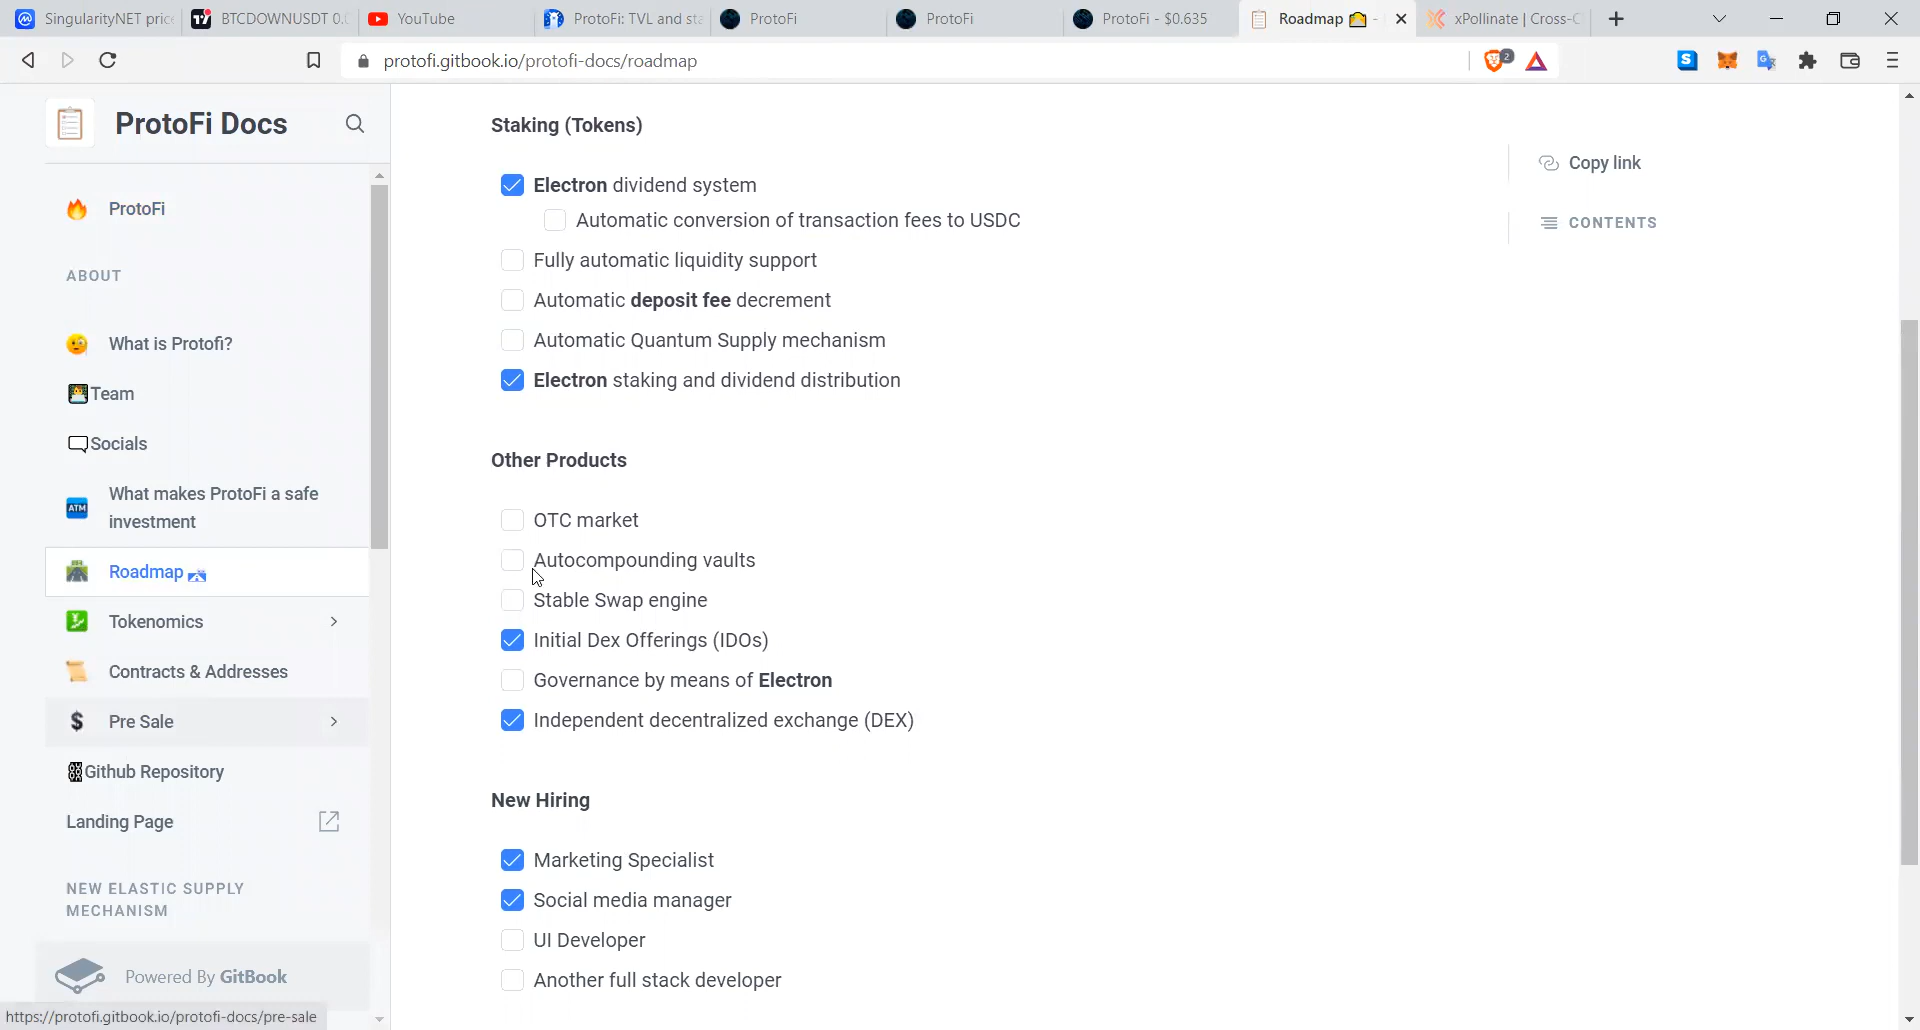 SingularityNET pric
BTCDOWNUSDT 0.0
YouTube
ProtoFi: TVL and sta
ProtoFi
ProtoFi
ProtoFi - $0.635
Roadmap
xPollinate | Cross-C
protofi.gitbook.io/protofi-docs/roadmap
2
ProtoFi Docs
ProtoFi
ABOUT
What is Protofi?
Team
Socials
ATM
What makes ProtoFi a safe
investment
Roadmap
Tokenomics
Contracts & Addresses
Pre Sale
Github Repository
Landing Page
NEW ELASTIC SUPPLY
MECHANISM
Powered By GitBook
https://protofi.gitbook.io/protofi-docs/pre-sale
Staking (Tokens)
Electron dividend system
Automatic conversion of transaction fees to USDC
Fully automatic liquidity support
Automatic deposit fee decrement
Automatic Quantum Supply mechanism
Electron staking and dividend distribution
Other Products
OTC market
Autocompounding vaults
Stable Swap engine
Initial Dex Offerings (IDOs)
Governance by means of Electron
Independent decentralized exchange (DEX)
New Hiring
Marketing Specialist
Social media manager
UI Developer
Another full stack developer
Copy link
CONTENTS